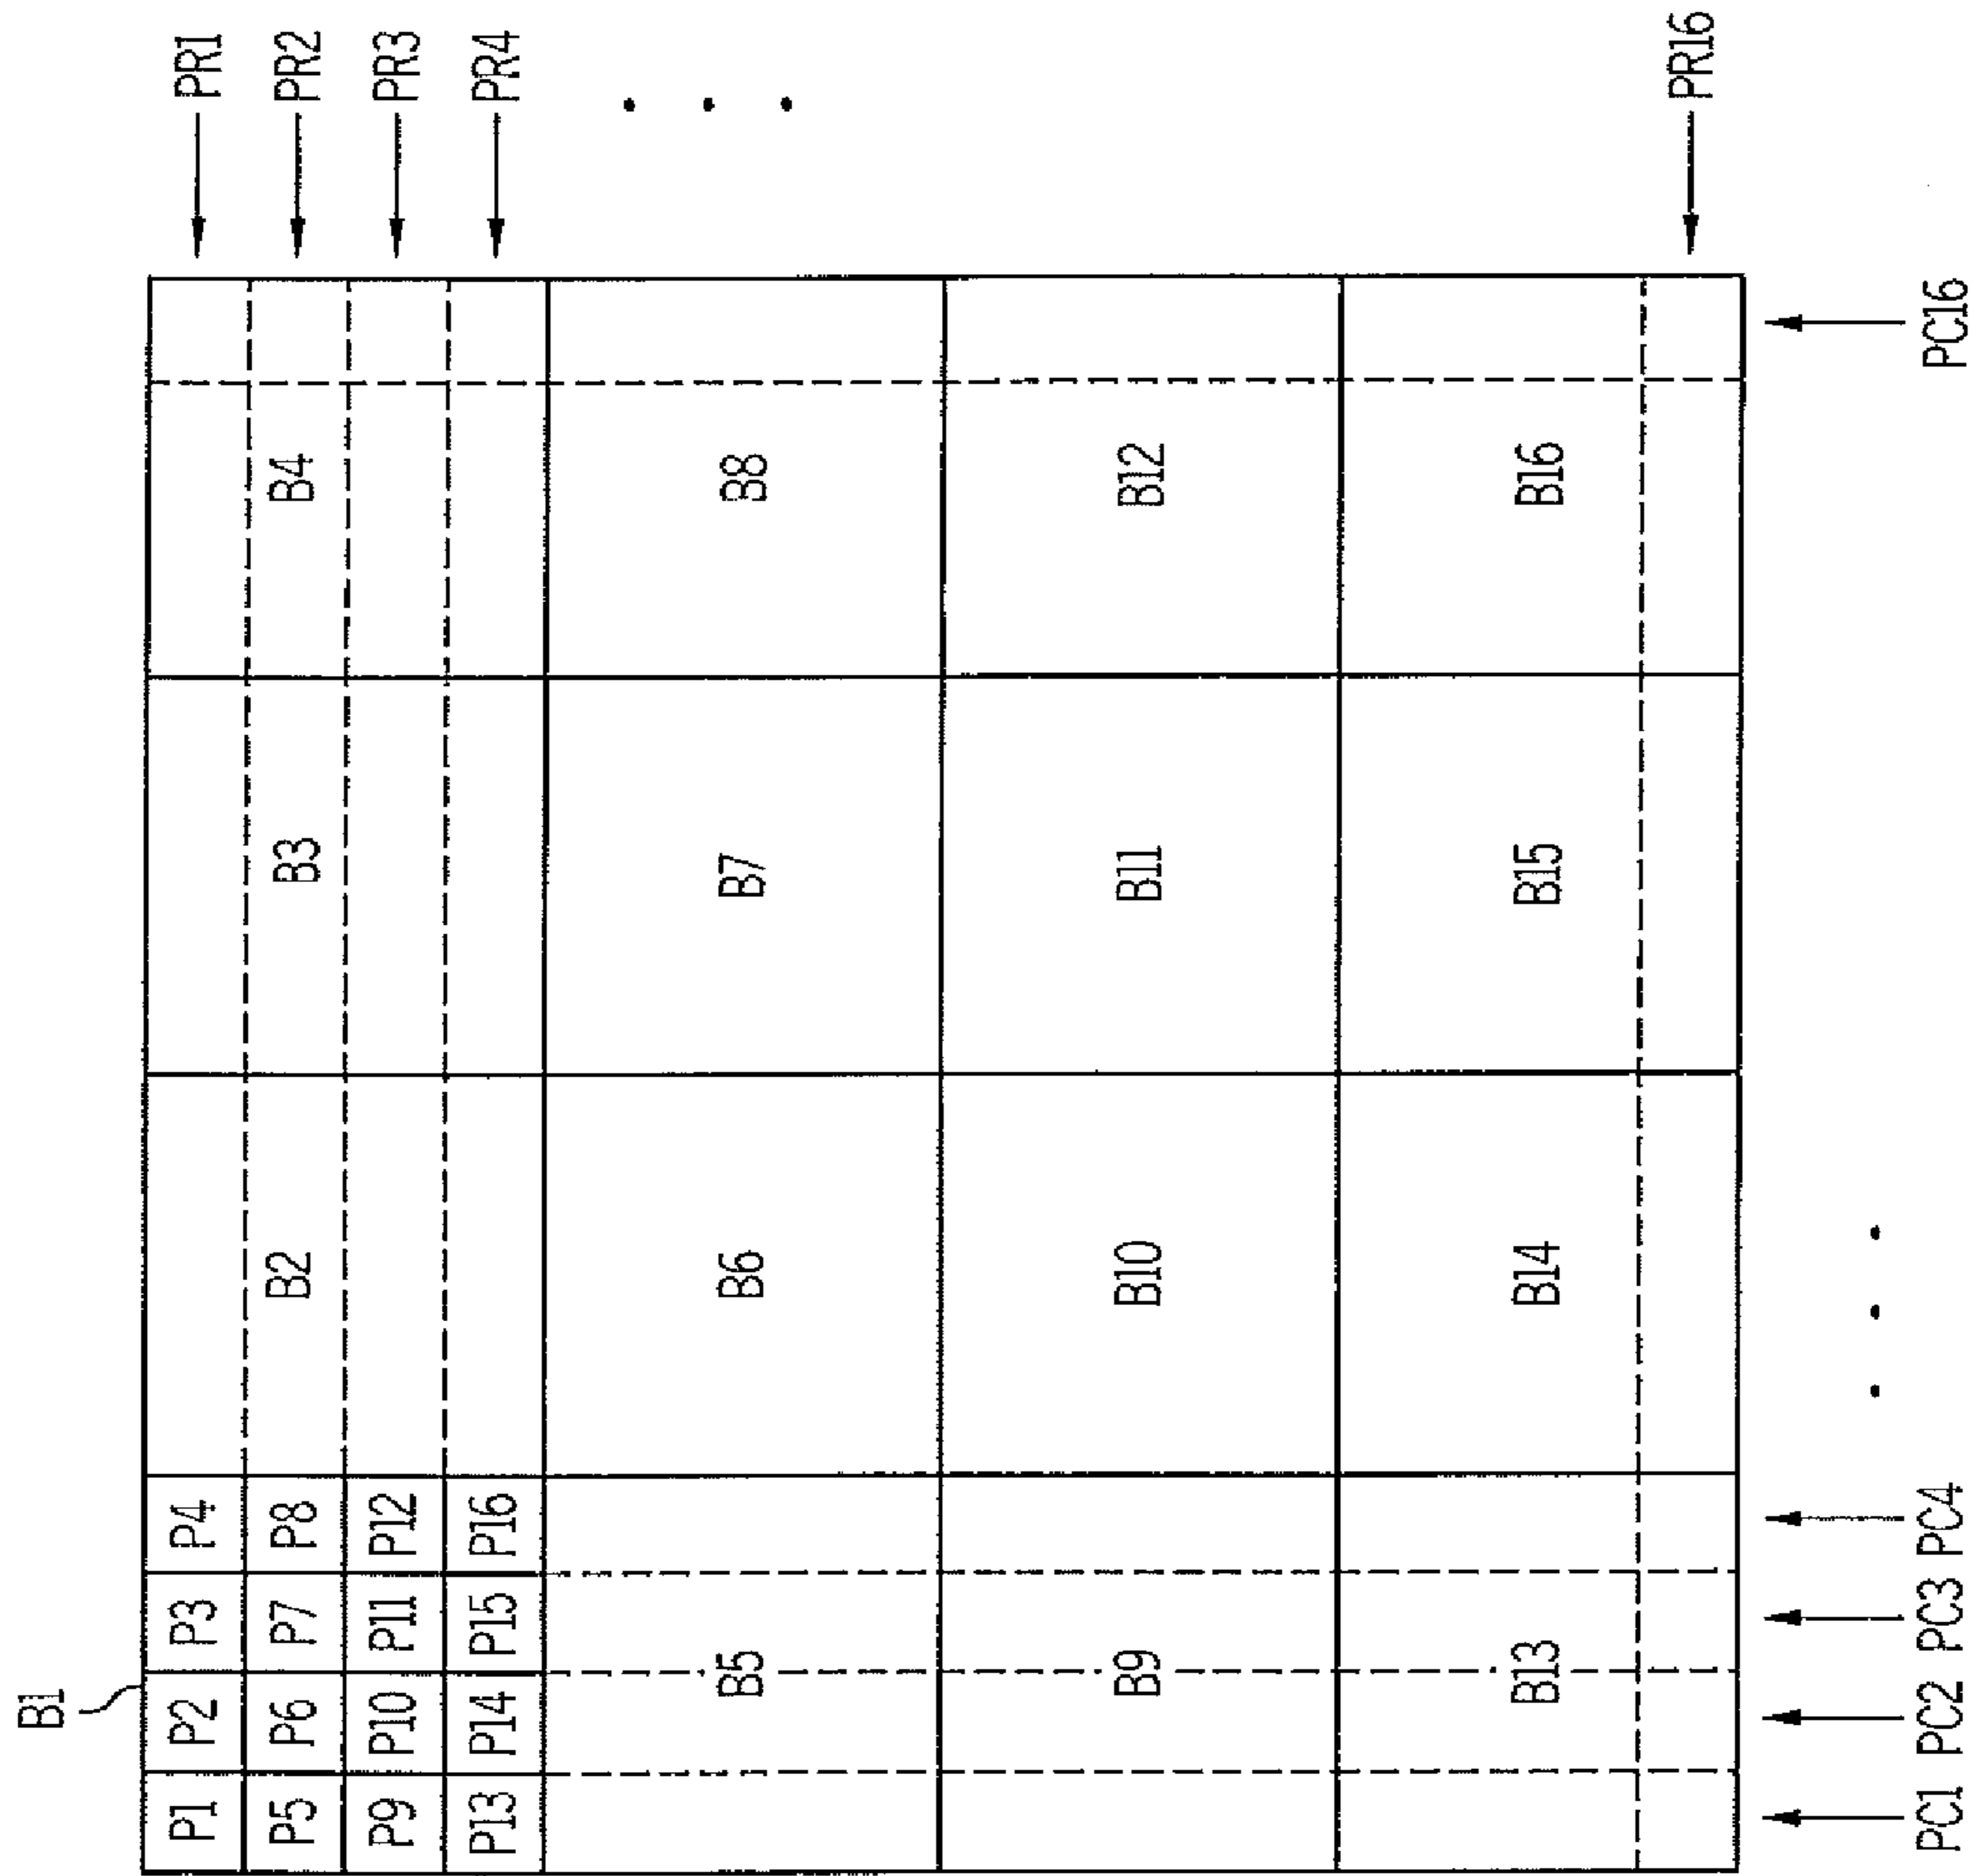 B1
P1 P2 P3 P4 PR1
P5 P6 P7 P8 B2 B3 B4 PR2
P9 P10 P11 P12 PR3
P13 P14 P15 P16 PR4
B5 B6 B7 B8
B9 B10 B11 B12
B13 B14 B15 B16
PR16
PC1 PC2 PC3 PC4 PC16